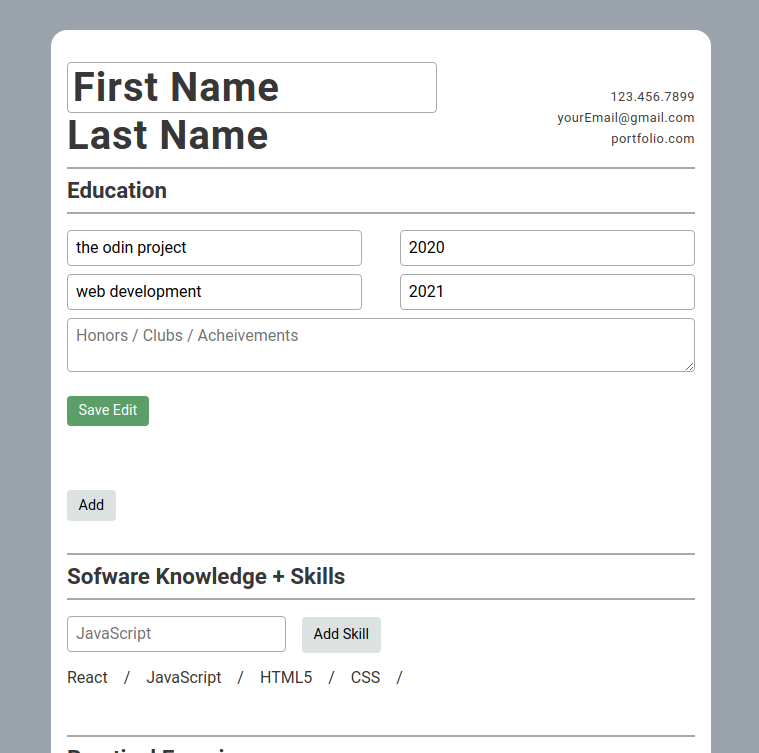 First Name
Last Name
123.456.7899
yourEmail@gmail.com
portfolio.com
Education
the odin project
2020
web development
2021
Honors / Clubs / Acheivements
Save Edit
Add
Sofware Knowledge + Skills
JavaScript
Add Skill
React / JavaScript / HTML5 / CSS /